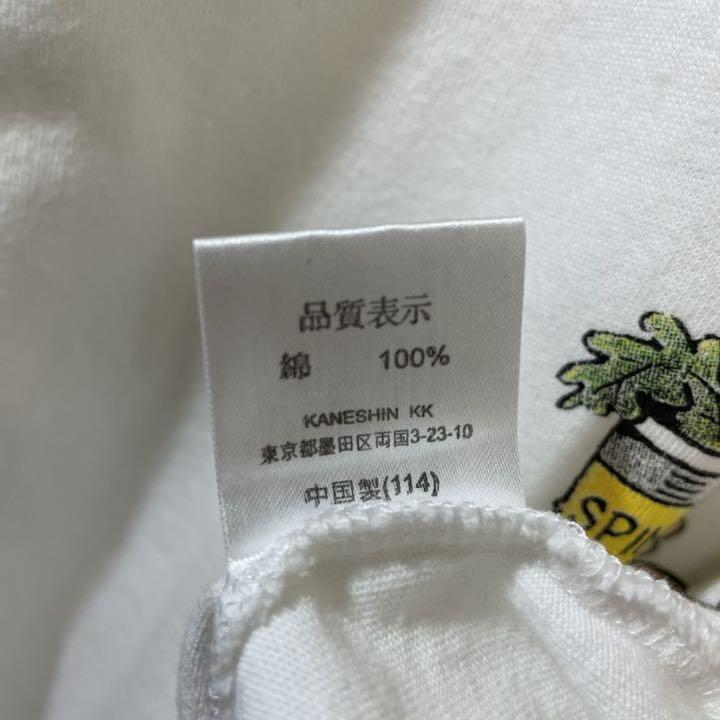 品質表示
綿 100%
KANESHIN KK
東京都墨田区両国3-23-10
中国製(114)